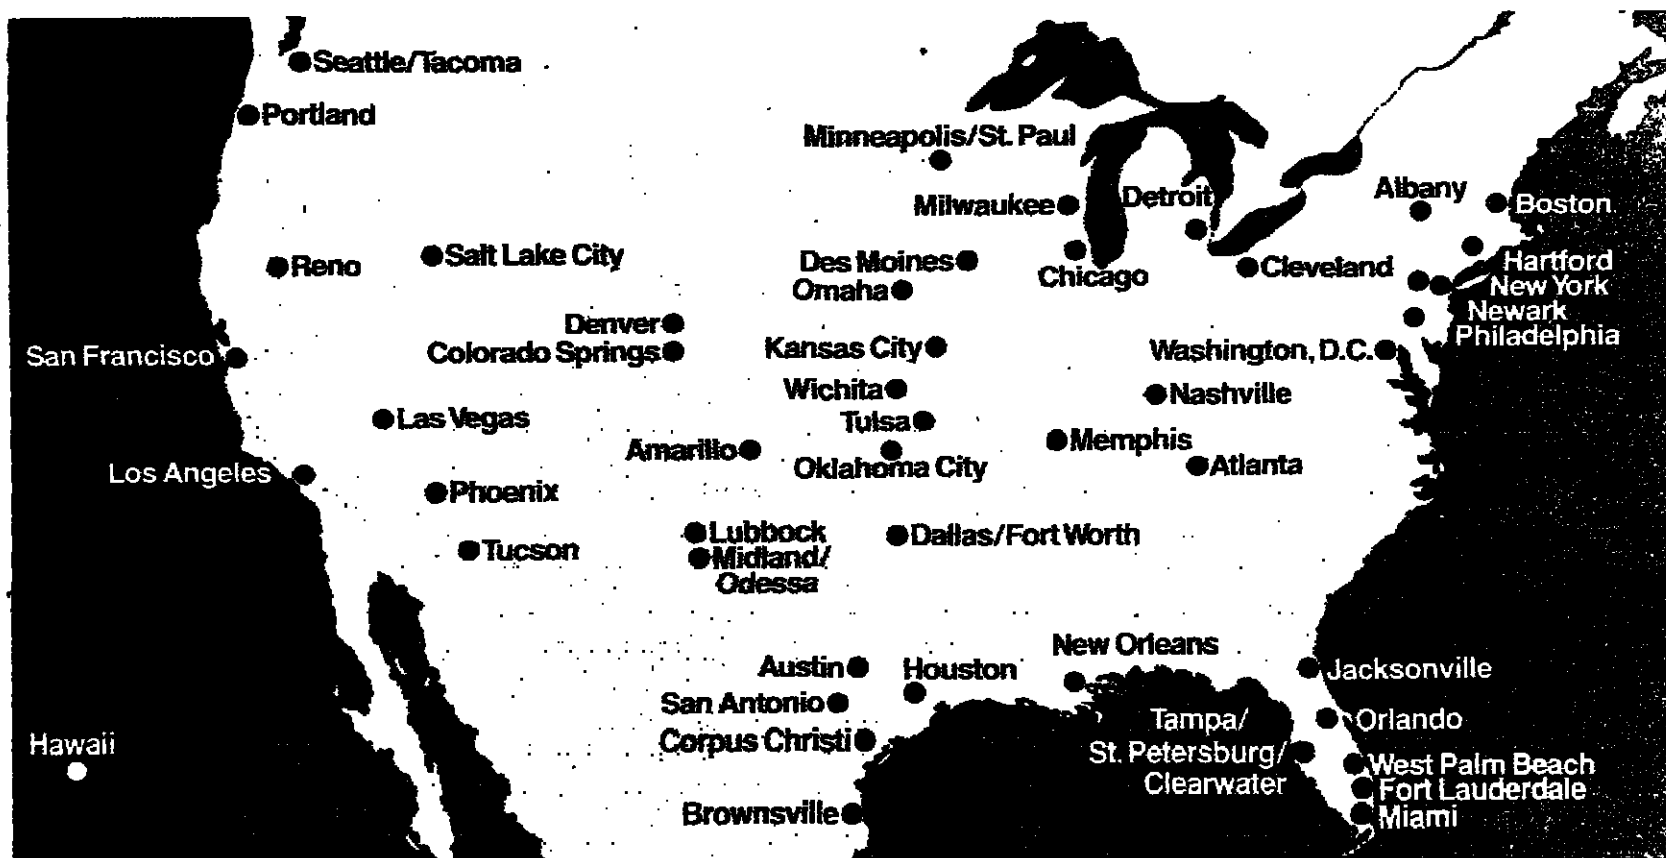 Seattle/Tacoma
Portland
Minneapolis/St. Paul
Milwaukee
Detroit
Albany
Boston
Reno
Salt Lake City
Des Moines
Omaha
Chicago
Cleveland
Hartford
New York
Newark
Philadelphia
Denver
Colorado Springs
Kansas City
Washington, D.C.
San Francisco
Wichita
Nashville
Las Vegas
Tulsa
Amarillo
Oklahoma City
Memphis
Atlanta
Los Angeles
Phoenix
Lubbock
Midland/
Odessa
Dallas/Fort Worth
Tucson
Austin
Houston
New Orleans
Jacksonville
San Antonio
Corpus Christi
Tampa/
St. Petersburg/
Clearwater
Orlando
Hawaii
West Palm Beach
Fort Lauderdale
Miami
Brownsville